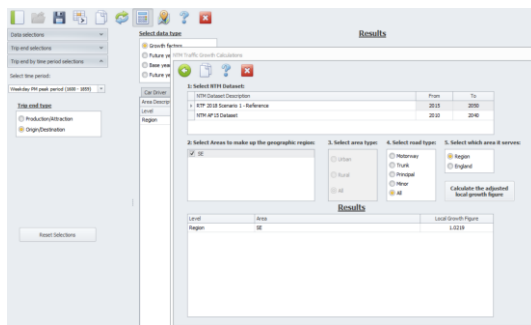 Data selections
Trip end selections
Trip end by time period selections
Select time period:
Weekday PM peak period (1600 - 1859)
Trip end type
Production/Attraction
Origin/Destination
Reset Selections
Select data type
Growth factors
Future ye
Base yea
Future ye
Car Driver
Area Descrip
Level
Region
Results
NTM Traffic Growth Calculations
1: Select NTM Dataset:
NTM Dataset Description From To
RTF 2018 Scenario 1 - Reference 2015 2050
NTM AF15 Dataset 2010 2040
2: Select Areas to make up the geographic region:
SE
3. Select area type:
Urban
Rural
All
4. Select road type:
Motorway
Trunk
Principal
Minor
All
5. Select which area it serves:
Region
England
Calculate the adjusted
local growth figure
Results
Level Area Local Growth Figure
Region SE 1.0219